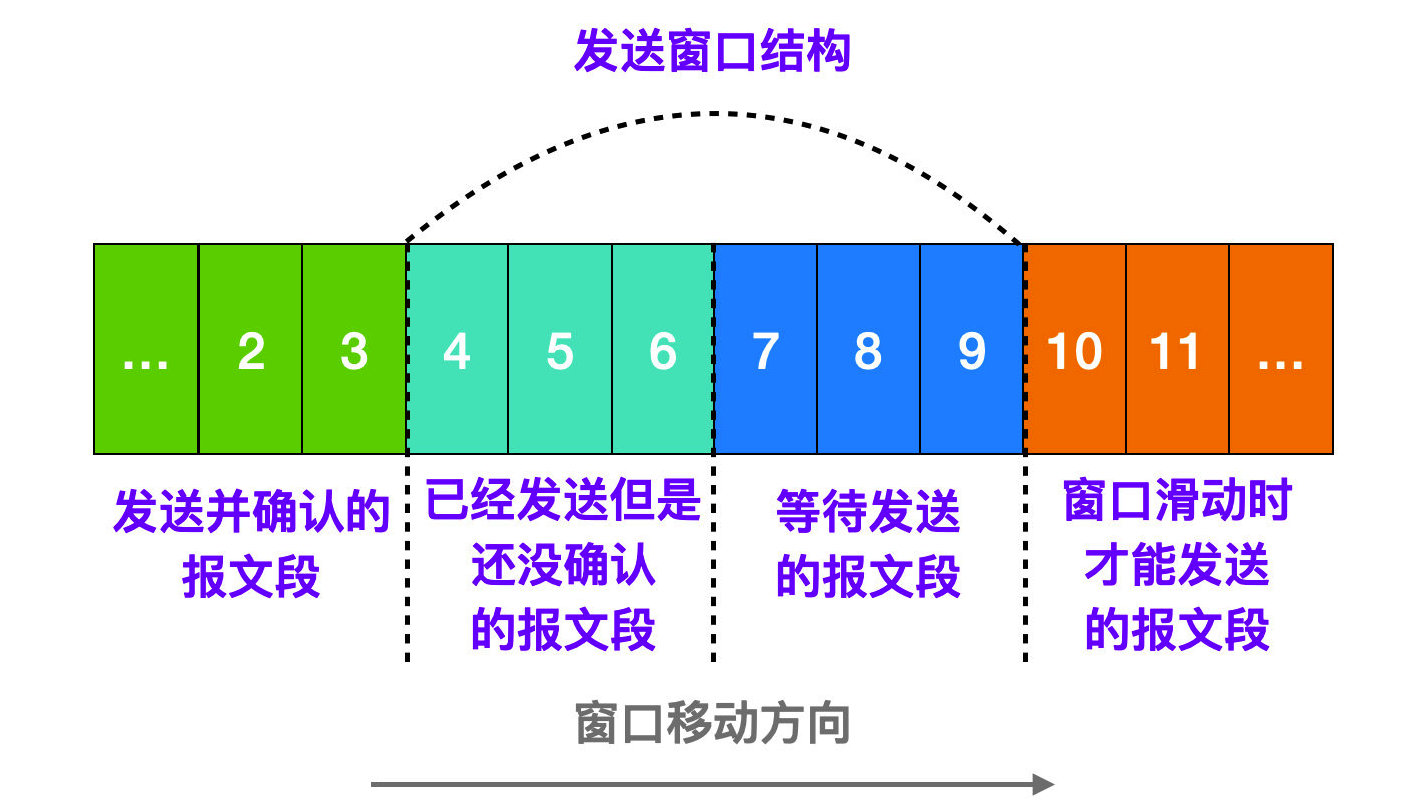 发送窗口结构
... 2 3 4 5 6 7 8 9 10 11 ...
发送并确认的
报文段
已经发送但是
还没确认
的报文段
等待发送
的报文段
窗口滑动时
才能发送
的报文段
窗口移动方向